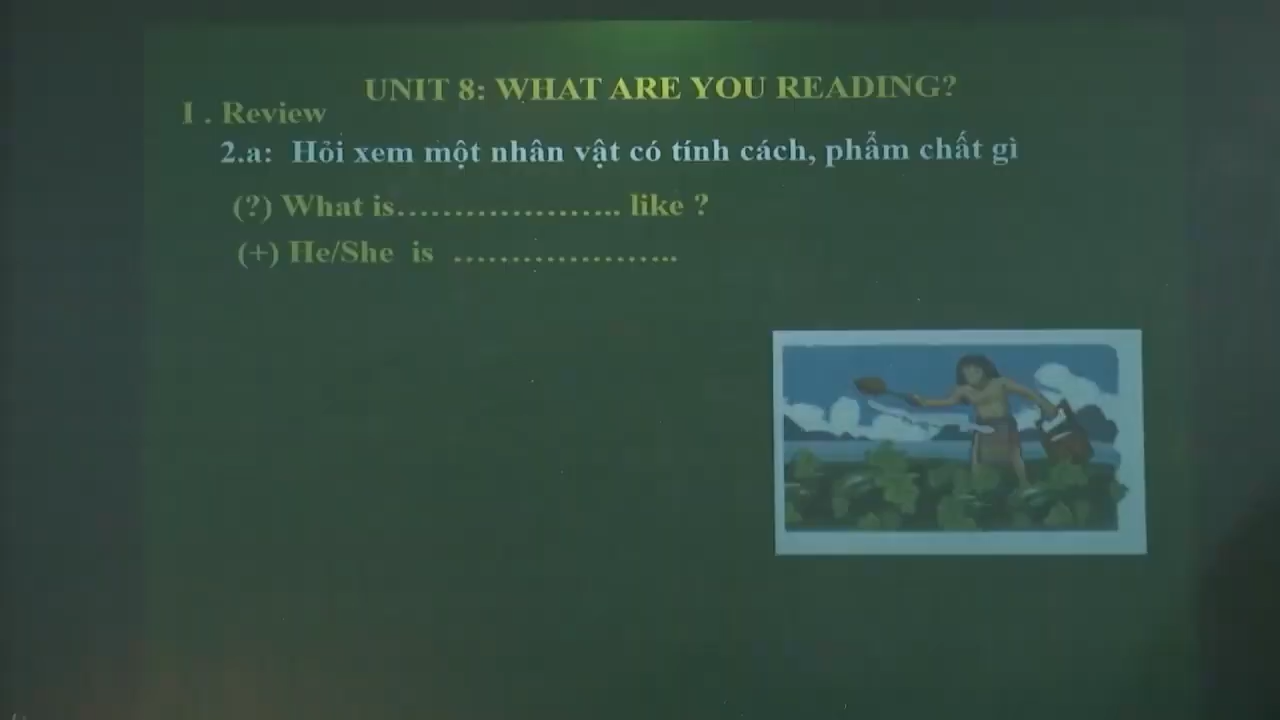 UNIT 8: WHAT ARE YOU READING?
I . Review
2.a: Hỏi xem một nhân vật có tính cách, phẩm chất gì
(?) What is………………….. like ?
(+) He/She is …………………..